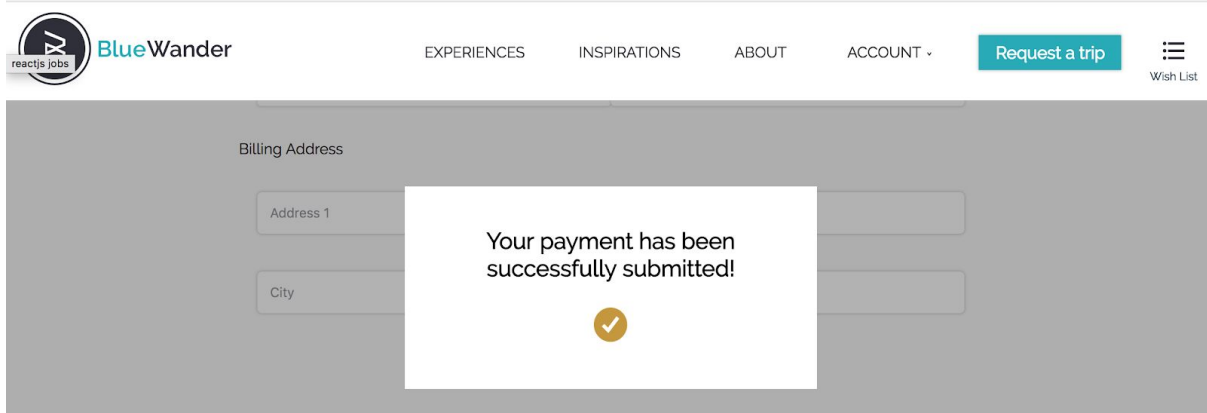 BlueWander
reactjs jobs
EXPERIENCES
INSPIRATIONS
ABOUT
ACCOUNT
Request a trip
Wish List
Billing Address
Address 1
Your payment has been
successfully submitted!
City